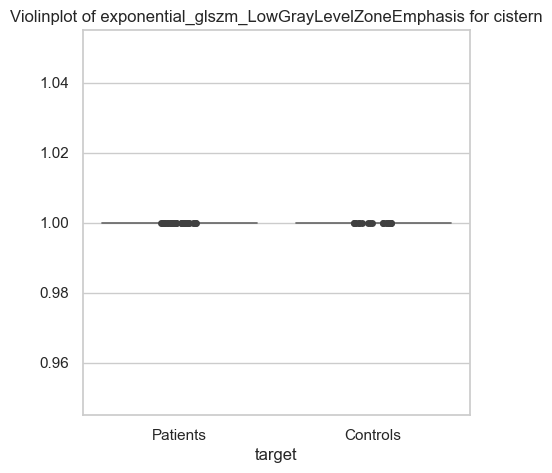 Violinplot of exponential_glszm_LowGrayLevelZoneEmphasis for cistern
1.04
1.02
1.00
0.98
0.96
Patients Controls
target